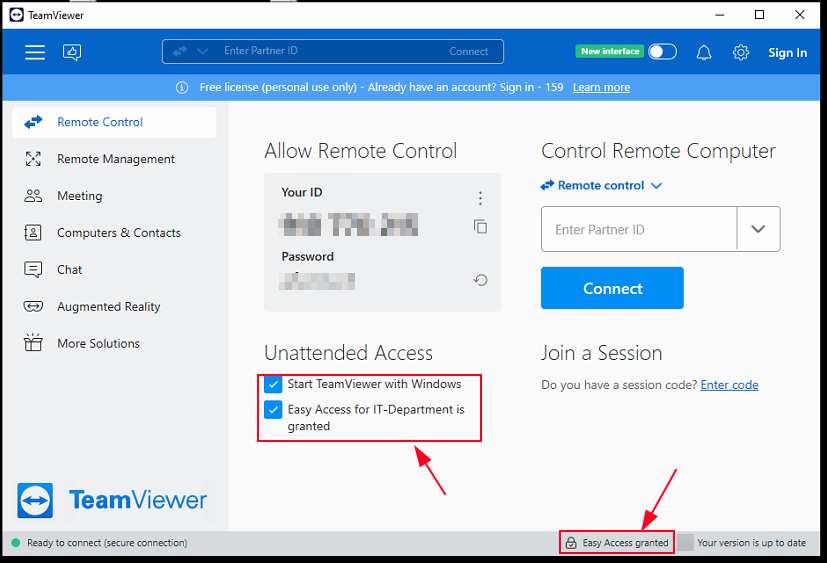 TeamViewer
Enter Partner ID
Connect
New interface
Sign In
Free license (personal use only) - Already have an account? Sign in - 159 Learn more
Remote Control
Remote Management
Meeting
Computers & Contacts
Chat
Augmented Reality
More Solutions
Allow Remote Control
Your ID
Password
Unattended Access
Start TeamViewer with Windows
Easy Access for IT-Department is
granted
Control Remote Computer
Remote control
Enter Partner ID
Connect
Join a Session
Do you have a session code? Enter code
TeamViewer
Ready to connect (secure connection)
Easy Access granted
Your version is up to date